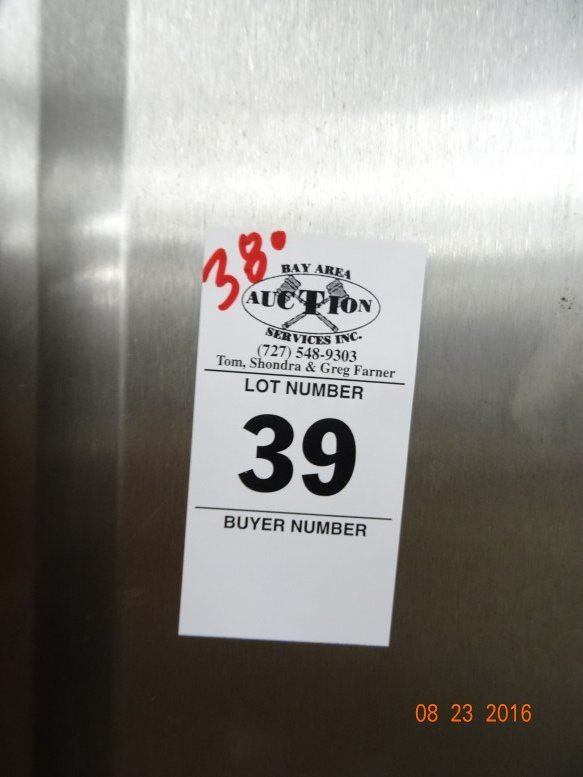 38.
BAY AREA
AUCTION
SERVICES INC.
(727) 548-9303
Tom, Shondra & Greg Farner
LOT NUMBER
39
BUYER NUMBER
08 23 2016